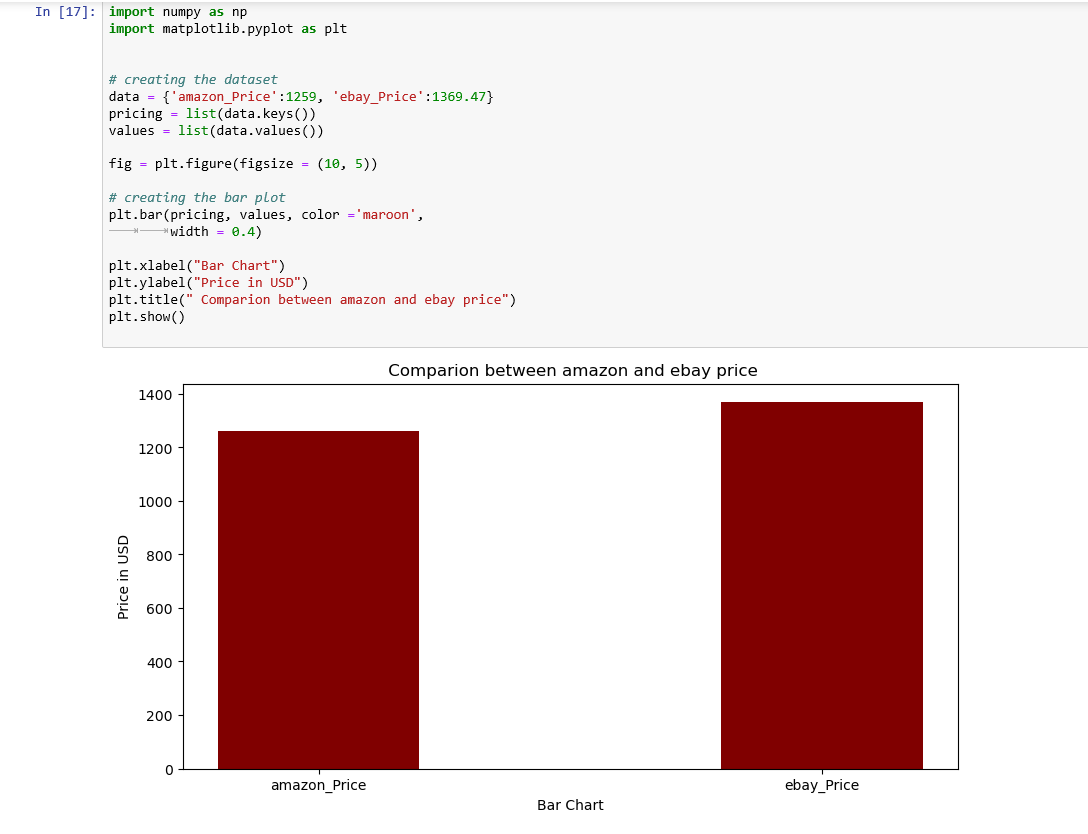 In [17]: import numpy as np
import matplotlib.pyplot as plt
# creating the dataset
data = {'amazon_Price':1259, 'ebay_Price':1369.47}
pricing = list(data.keys())
values = list(data.values())
fig = plt.figure(figsize = (10, 5))
# creating the bar plot
plt.bar(pricing, values, color ='maroon',
width = 0.4)
plt.xlabel("Bar Chart")
plt.ylabel("Price in USD")
plt.title(" Comparion between amazon and ebay price")
plt.show()
Comparion between amazon and ebay price
1400
1200
1000
800
600
400
200
0
Price in USD
amazon_Price ebay_Price
Bar Chart